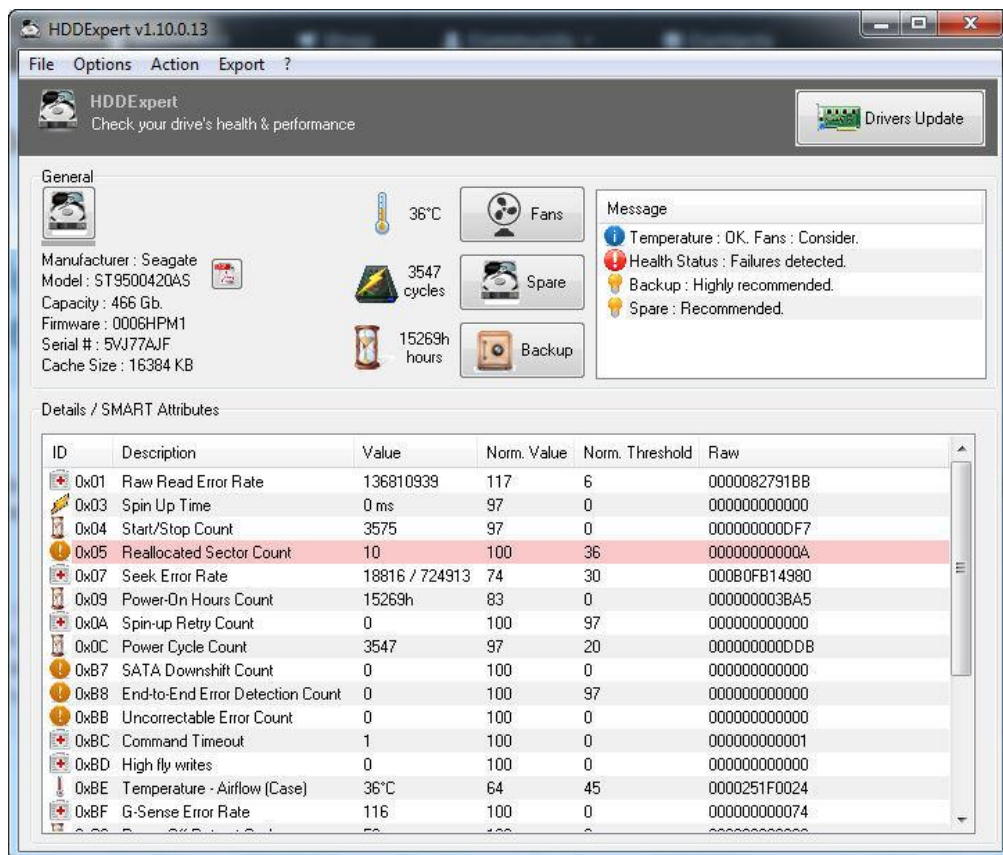 HDDExpert v1.10.0.13
File Options Action Export ?
HDDExpert
Check your drive's health & performance
Drivers Update
General
Manufacturer : Seagate
Model : ST9500420AS
Capacity : 466 Gb.
Firmware : 0006HPM1
Serial # : 5VJ77AJF
Cache Size : 16384 KB
36°C
Fans
3547
cycles
Spare
15269h
hours
Backup
Message
Temperature : OK. Fans : Consider.
Health Status : Failures detected.
Backup : Highly recommended.
Spare : Recommended.
Details / SMART Attributes
ID Description Value Norm. Value Norm. Threshold Raw
0x01 Raw Read Error Rate 136810939 117 6 0000082791BB
0x03 Spin Up Time 0 ms 97 0 000000000000
0x04 Start/Stop Count 3575 97 0 000000000DF7
0x05 Reallocated Sector Count 10 100 36 00000000000A
0x07 Seek Error Rate 18816 / 724913 74 30 000B0FB14980
0x09 Power-On Hours Count 15269h 83 0 000000003BA5
0x0A Spin-up Retry Count 0 100 97 000000000000
0x0C Power Cycle Count 3547 97 20 000000000DDB
0xB7 SATA Downshift Count 0 100 0 000000000000
0xB8 End-to-End Error Detection Count 0 100 97 000000000000
0xBB Uncorrectable Error Count 0 100 0 000000000000
0xBC Command Timeout 1 100 0 000000000001
0xBD High fly writes 0 100 0 000000000000
0xBE Temperature - Airflow (Case) 36°C 64 45 0000251F0024
0xBF G-Sense Error Rate 116 100 0 000000000074